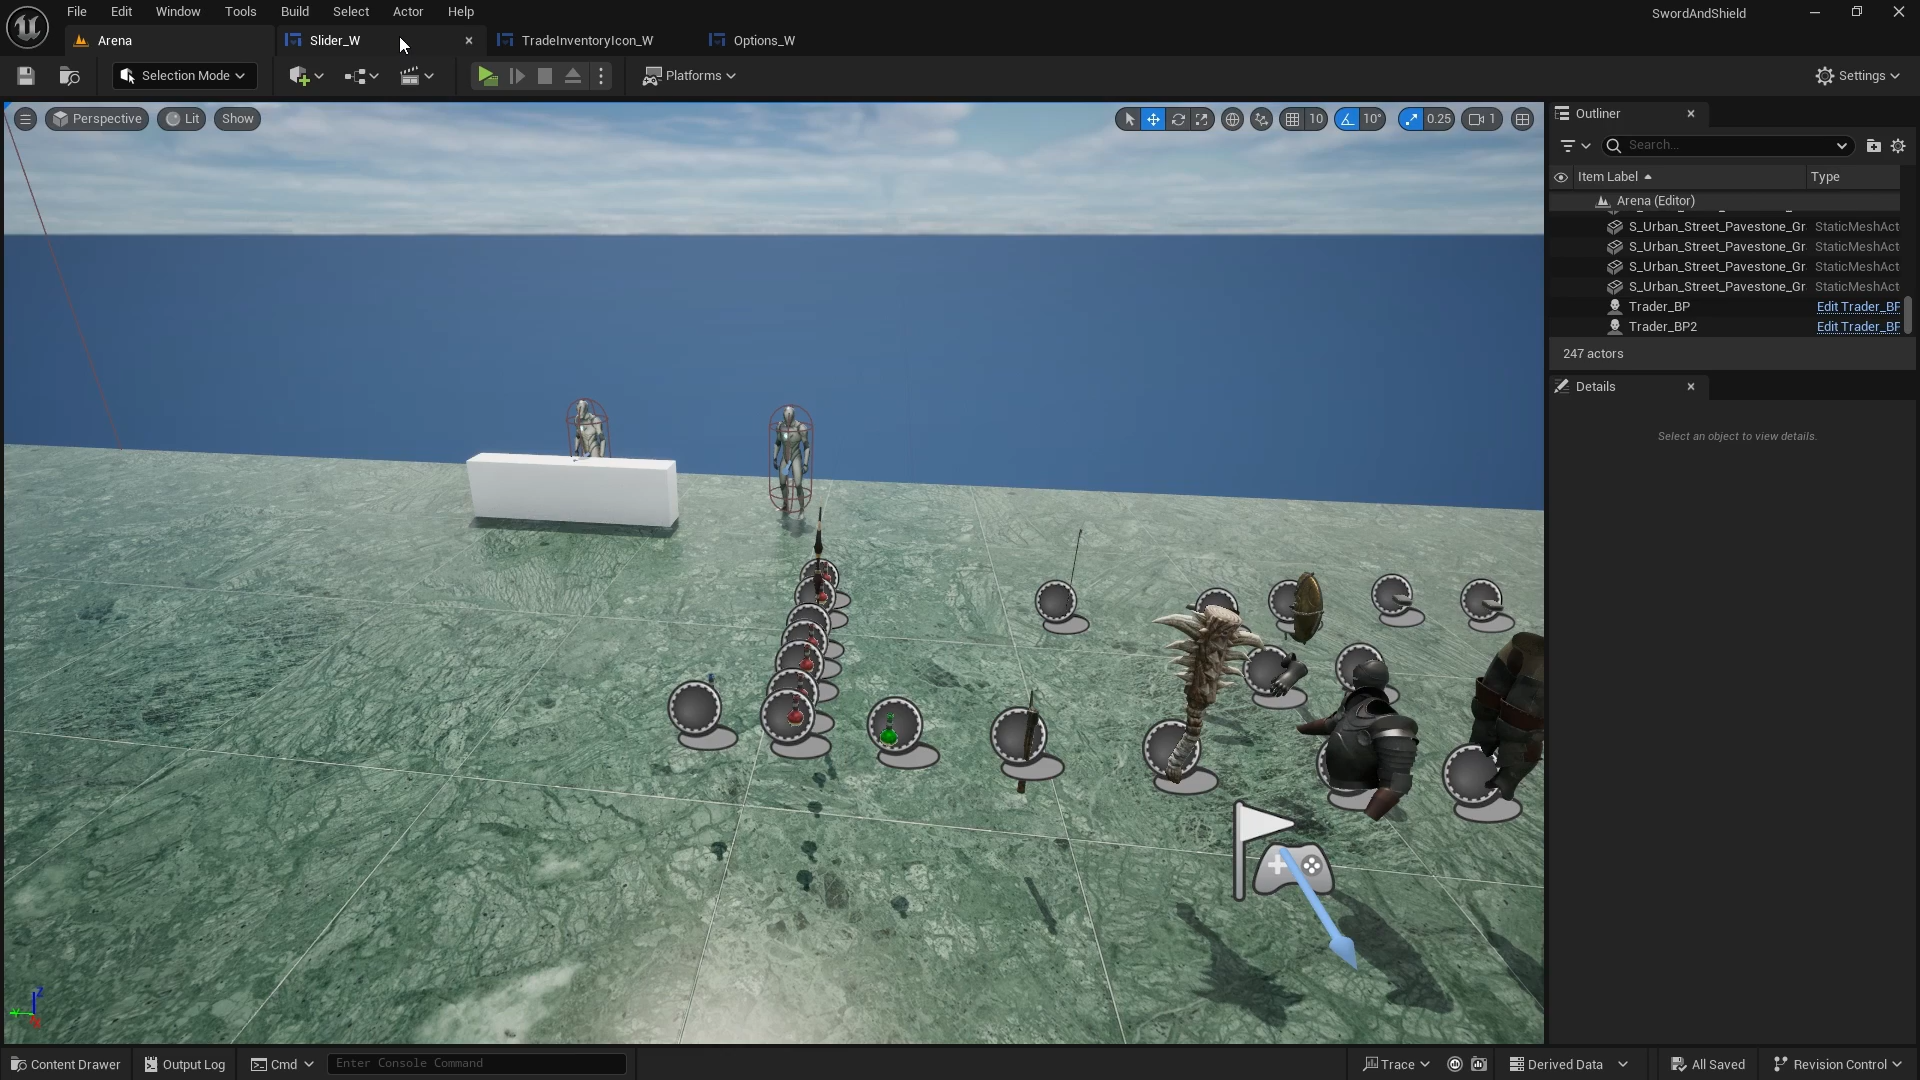 File Edit Window Tools Build Select Actor Help
SwordAndShield
Arena Slider_W TradeInventoryIcon_W Options_W
Selection Mode Platforms Settings
Perspective Lit Show 10 10° 0.25 1
Outliner
Search...
Item Label Type
Arena (Editor)
S_Urban_Street_Pavestone_Gr StaticMeshAct
S_Urban_Street_Pavestone_Gr StaticMeshAct
S_Urban_Street_Pavestone_Gr StaticMeshAct
S_Urban_Street_Pavestone_Gr StaticMeshAct
Trader_BP Edit Trader_BF
Trader_BP2 Edit Trader_BF
247 actors
Details
Select an object to view details.
Content Drawer Output Log Cmd Enter Console Command Trace Derived Data All Saved Revision Control